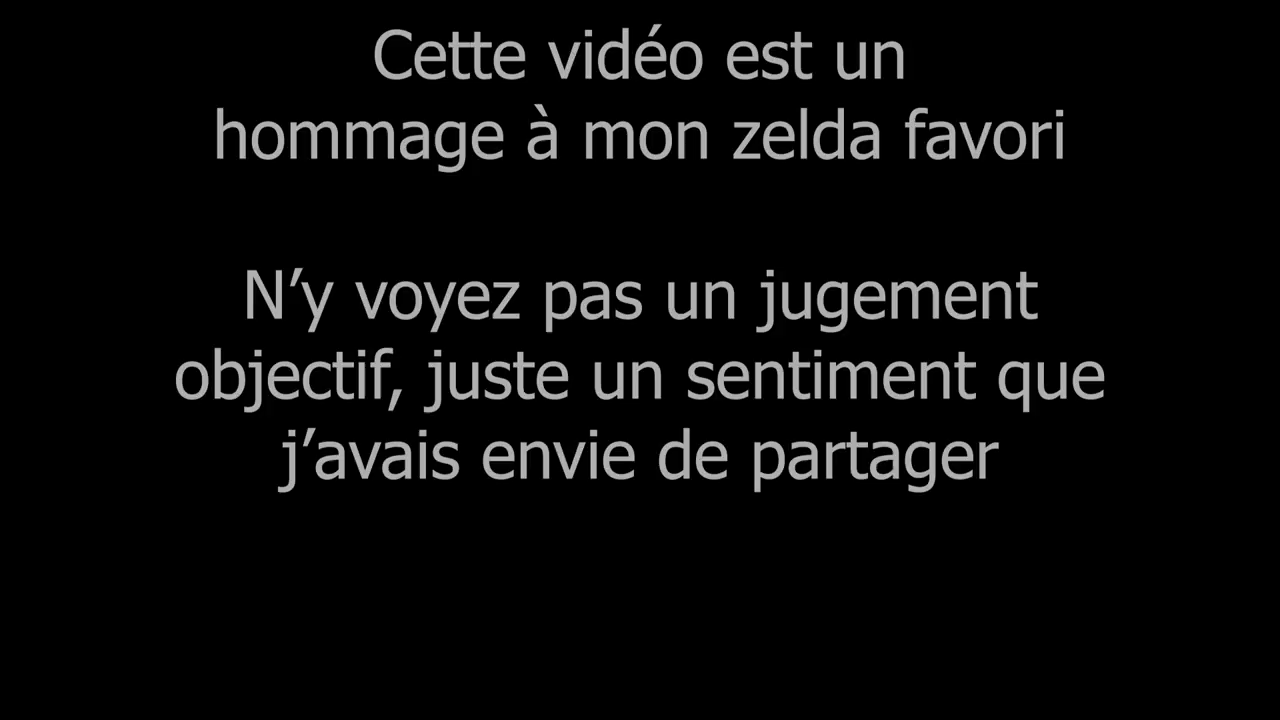 Cette vidéo est un
hommage à mon zelda favori
N’y voyez pas un jugement
objectif, juste un sentiment que
j’avais envie de partager